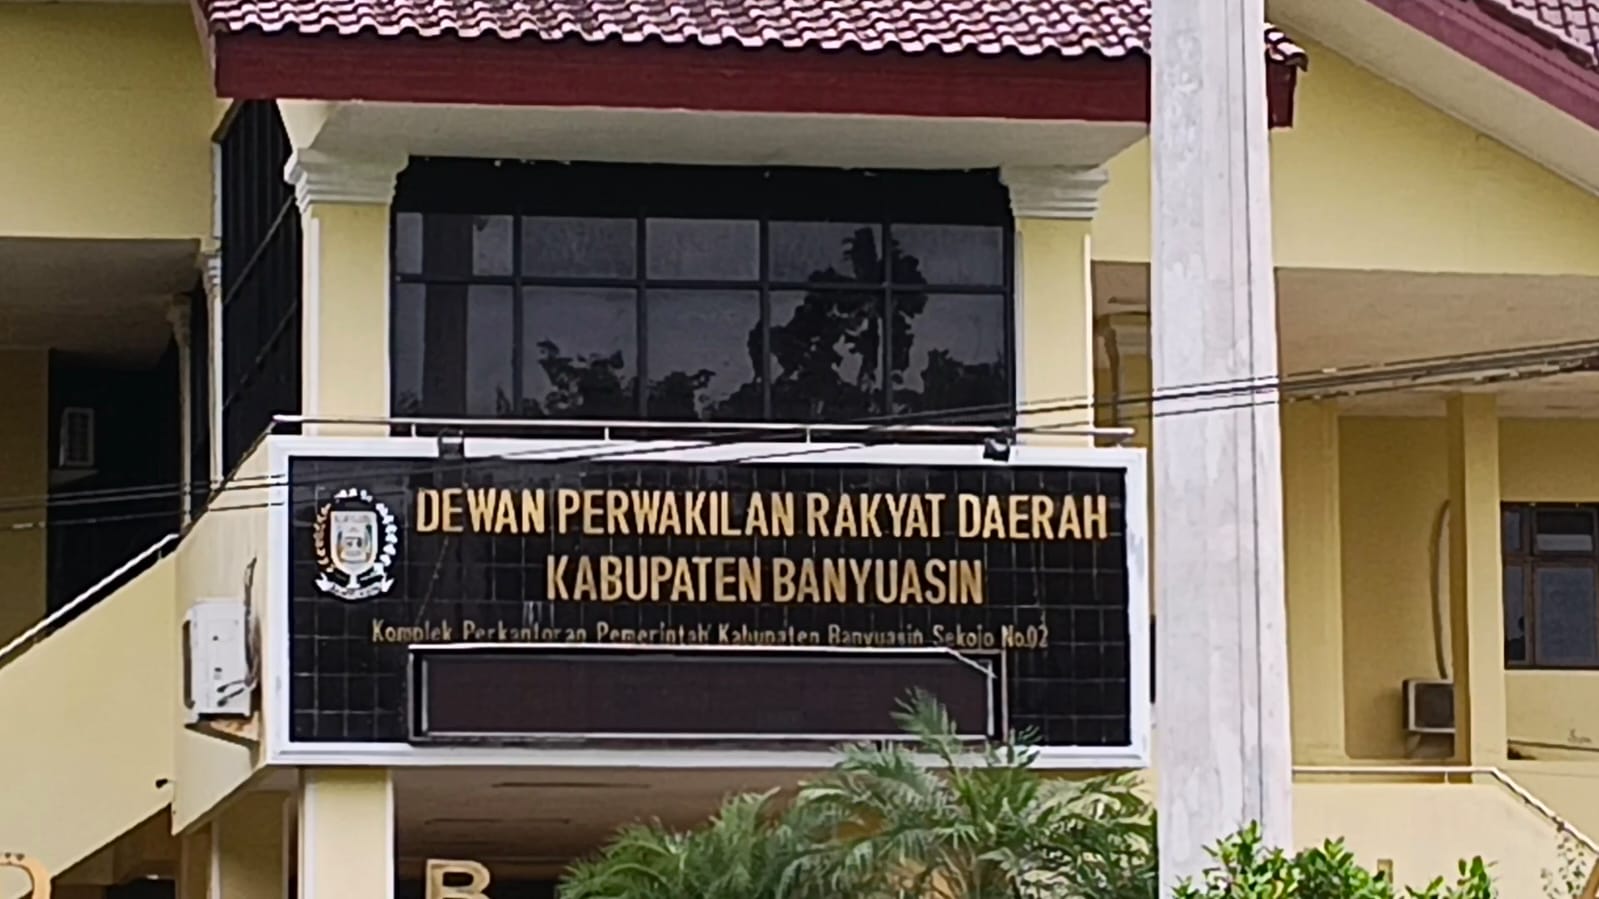 DEWAN PERWAKILAN RAKYAT DAERAH
KABUPATEN BANYUASIN
Komplek Perkantoran Pemerintah Kabupaten Banyuasin Sekojo No.02
B